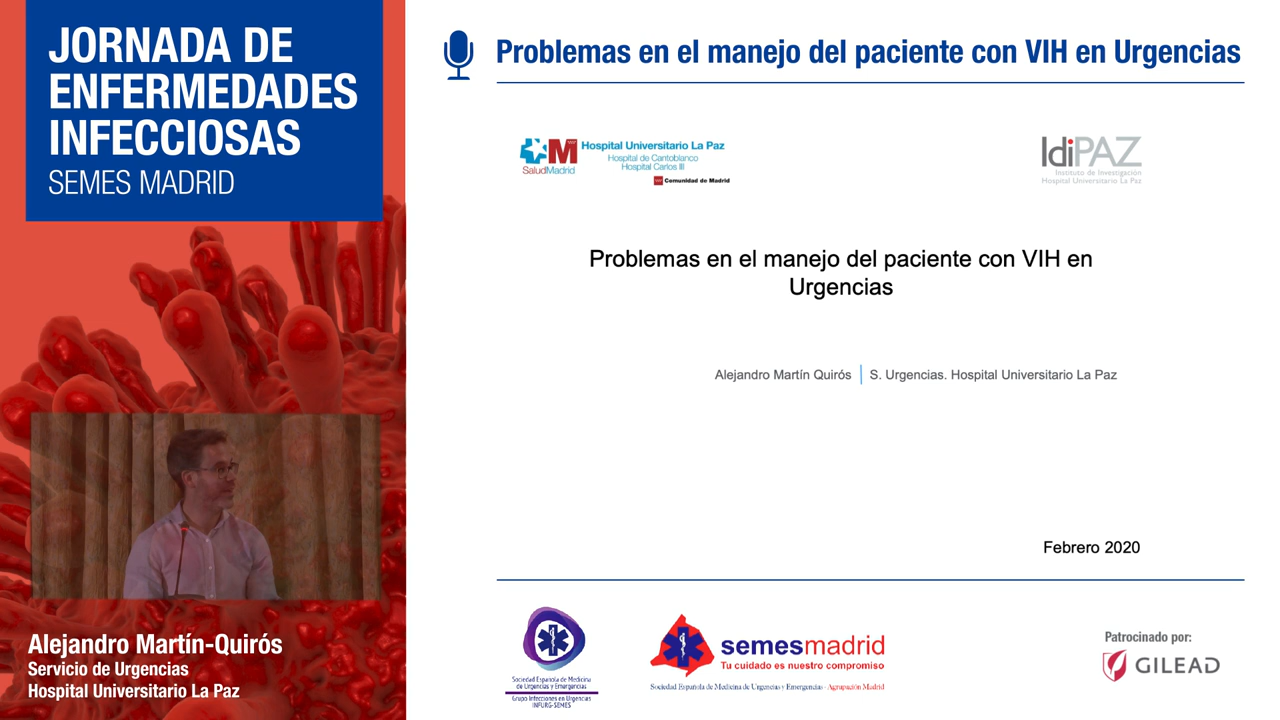 JORNADA DE
ENFERMEDADES
INFECCIOSAS
SEMES MADRID
Alejandro Martín-Quirós
Servicio de Urgencias
Hospital Universitario La Paz
Problemas en el manejo del paciente con VIH en Urgencias
SaludMadrid
Hospital Universitario La Paz
Hospital de Cantoblanco
Hospital Carlos III
Comunidad de Madrid
IdiPAZ
Instituto de Investigación
Hospital Universitario La Paz
Problemas en el manejo del paciente con VIH en
Urgencias
Alejandro Martín Quirós | S. Urgencias. Hospital Universitario La Paz
Febrero 2020
Sociedad Española de Medicina
de Urgencias y Emergencias
Grupo Infecciones en Urgencias
INFURG-SEMES
semesmadrid
Tu cuidado es nuestro compromiso
Sociedad Española de Medicina de Urgencias y Emergencias - Agrupación Madrid
Patrocinado por:
GILEAD